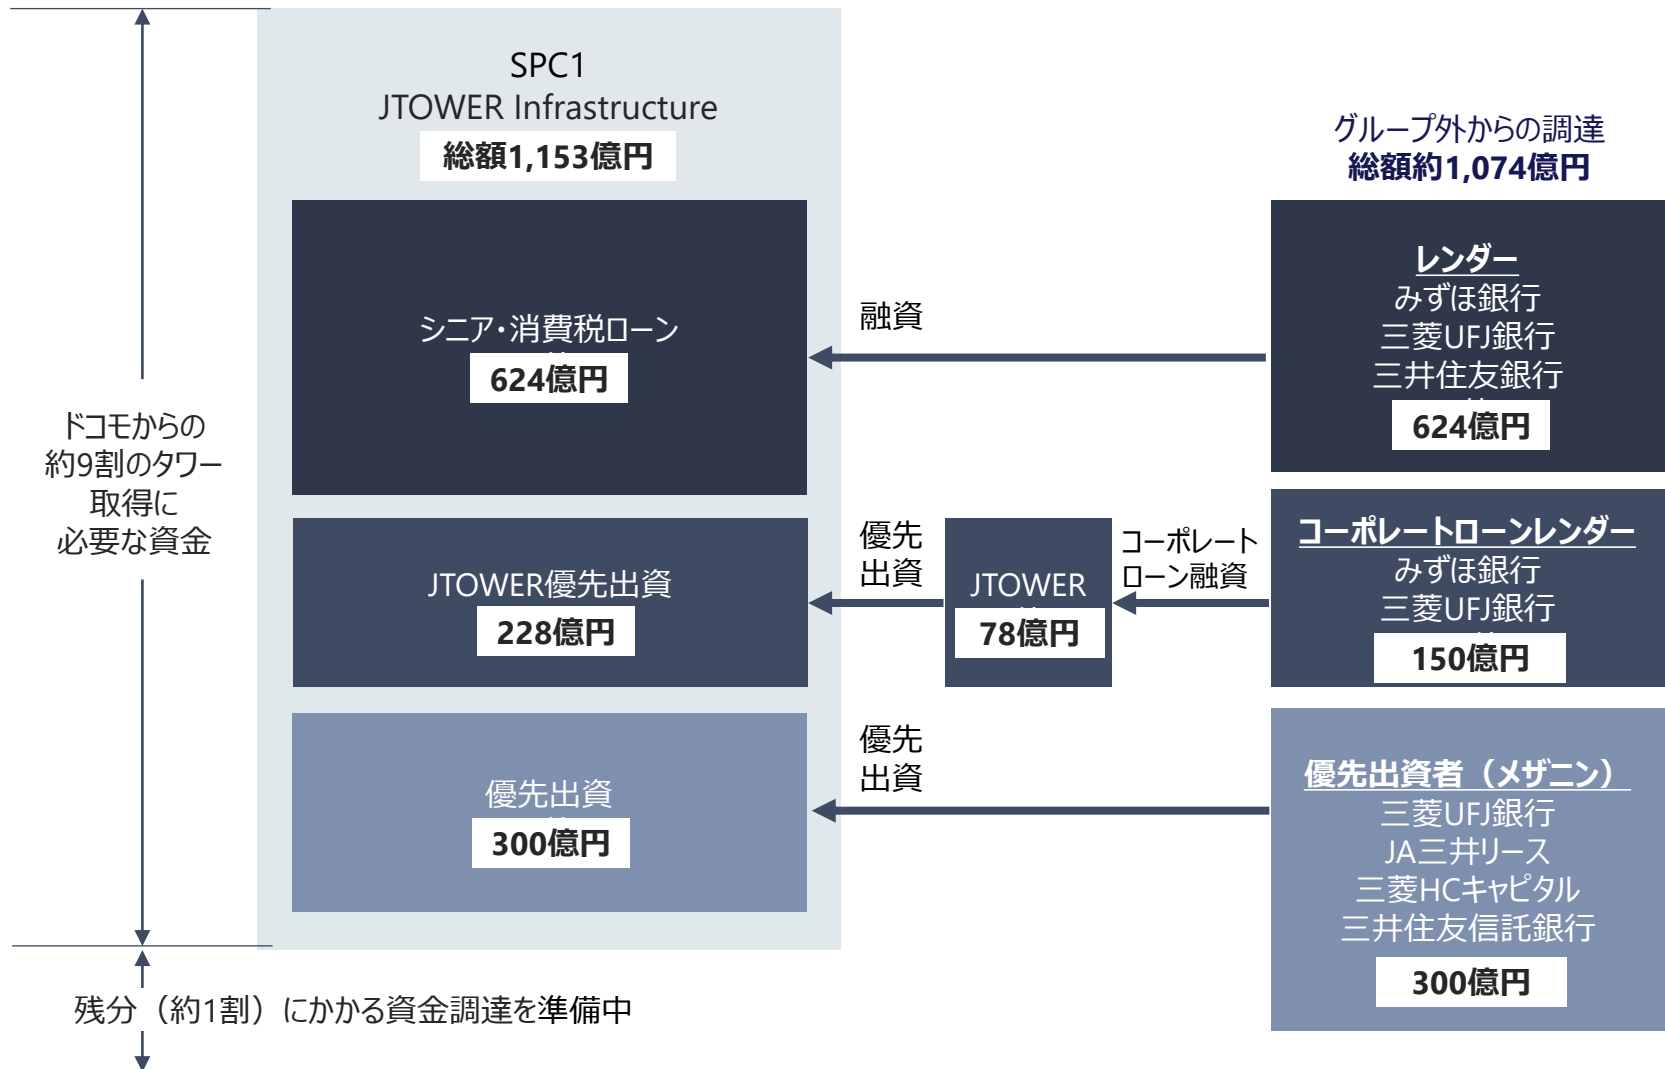 SPC1
JTOWER Infrastructure
総額1,153億円
グループ外からの調達
総額約1,074億円
シニア・消費税ローン
624億円
融資
レンダー
みずほ銀行
三菱UFJ銀行
三井住友銀行
624億円
ドコモからの
約9割のタワー
取得に
必要な資金
JTOWER優先出資
228億円
優先
出資
JTOWER
78億円
コーポレート
ローン融資
コーポレートローンレンダー
みずほ銀行
三菱UFJ銀行
150億円
優先出資
300億円
優先
出資
優先出資者（メザニン）
三菱UFJ銀行
JA三井リース
三菱HCキャピタル
三井住友信託銀行
300億円
残分（約1割）にかかる資金調達を準備中